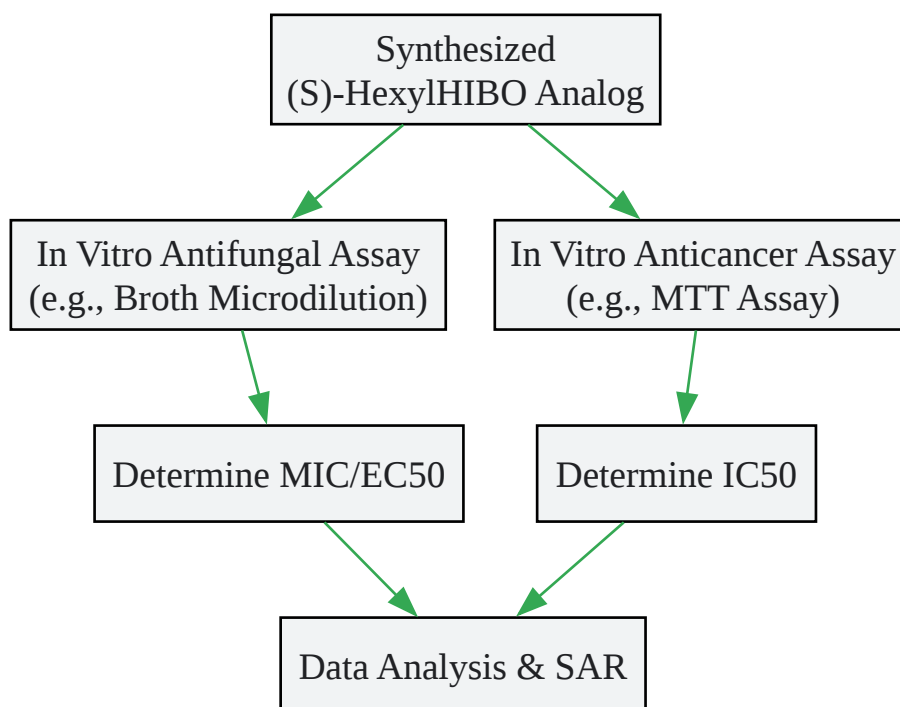 Synthesized
(S)-HexylHIBO Analog
In Vitro Antifungal Assay
(e.g., Broth Microdilution)
In Vitro Anticancer Assay
(e.g., MTT Assay)
Determine MIC/EC50
Determine IC50
Data Analysis & SAR